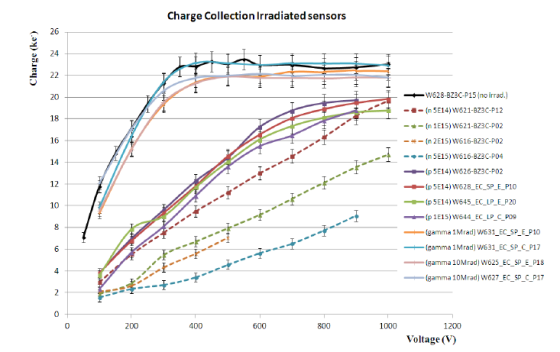 Charge Collection Irradiated sensors
Charge (ke-)
26
24
22
20
18
16
14
12
10
8
6
4
2
0
0
200
400
600
800
1000
1200
Voltage (V)
W628-BZ3C-P15 (no Irrad.)
(n 5E14) W621-BZ3C-P12
(n 1E15) W621-BZ3C-P02
(n 2E15) W616-BZ3C-P02
(n 5E15) W616-BZ3C-P04
(p 5E14) W626-BZ3C-P02
(p 5E14) W628_EC_SP_E_P10
(p 5E14) W645_EC_LP_E_P20
(p 1E15) W644_EC_LP_C_P09
(gamma 1Mrad) W631_EC_SP_E_P10
(gamma 1Mrad) W631_EC_SP_C_P17
(gamma 10Mrad) W625_EC_SP_E_P18
(gamma 10Mrad) W627_EC_SP_C_P17